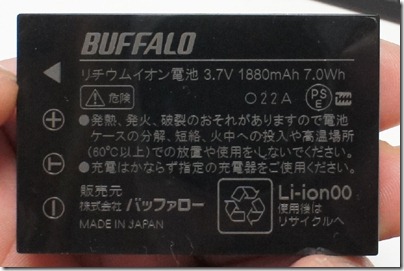 BUFFALO
リチウムイオン電池 3.7V 1880mAh 7.0Wh
危険 022A PS E
●発熱、発火、破裂のおそれがありますので電池
ケースの分解、短絡、火中への投入や高温場所
(60℃以上)での放置や使用をしないでください。
●充電はかならず指定の充電器をご使用ください。
販売元
株式会社 バッファロー
MADE IN JAPAN
Li-ion00
使用後は
リサイクルへ